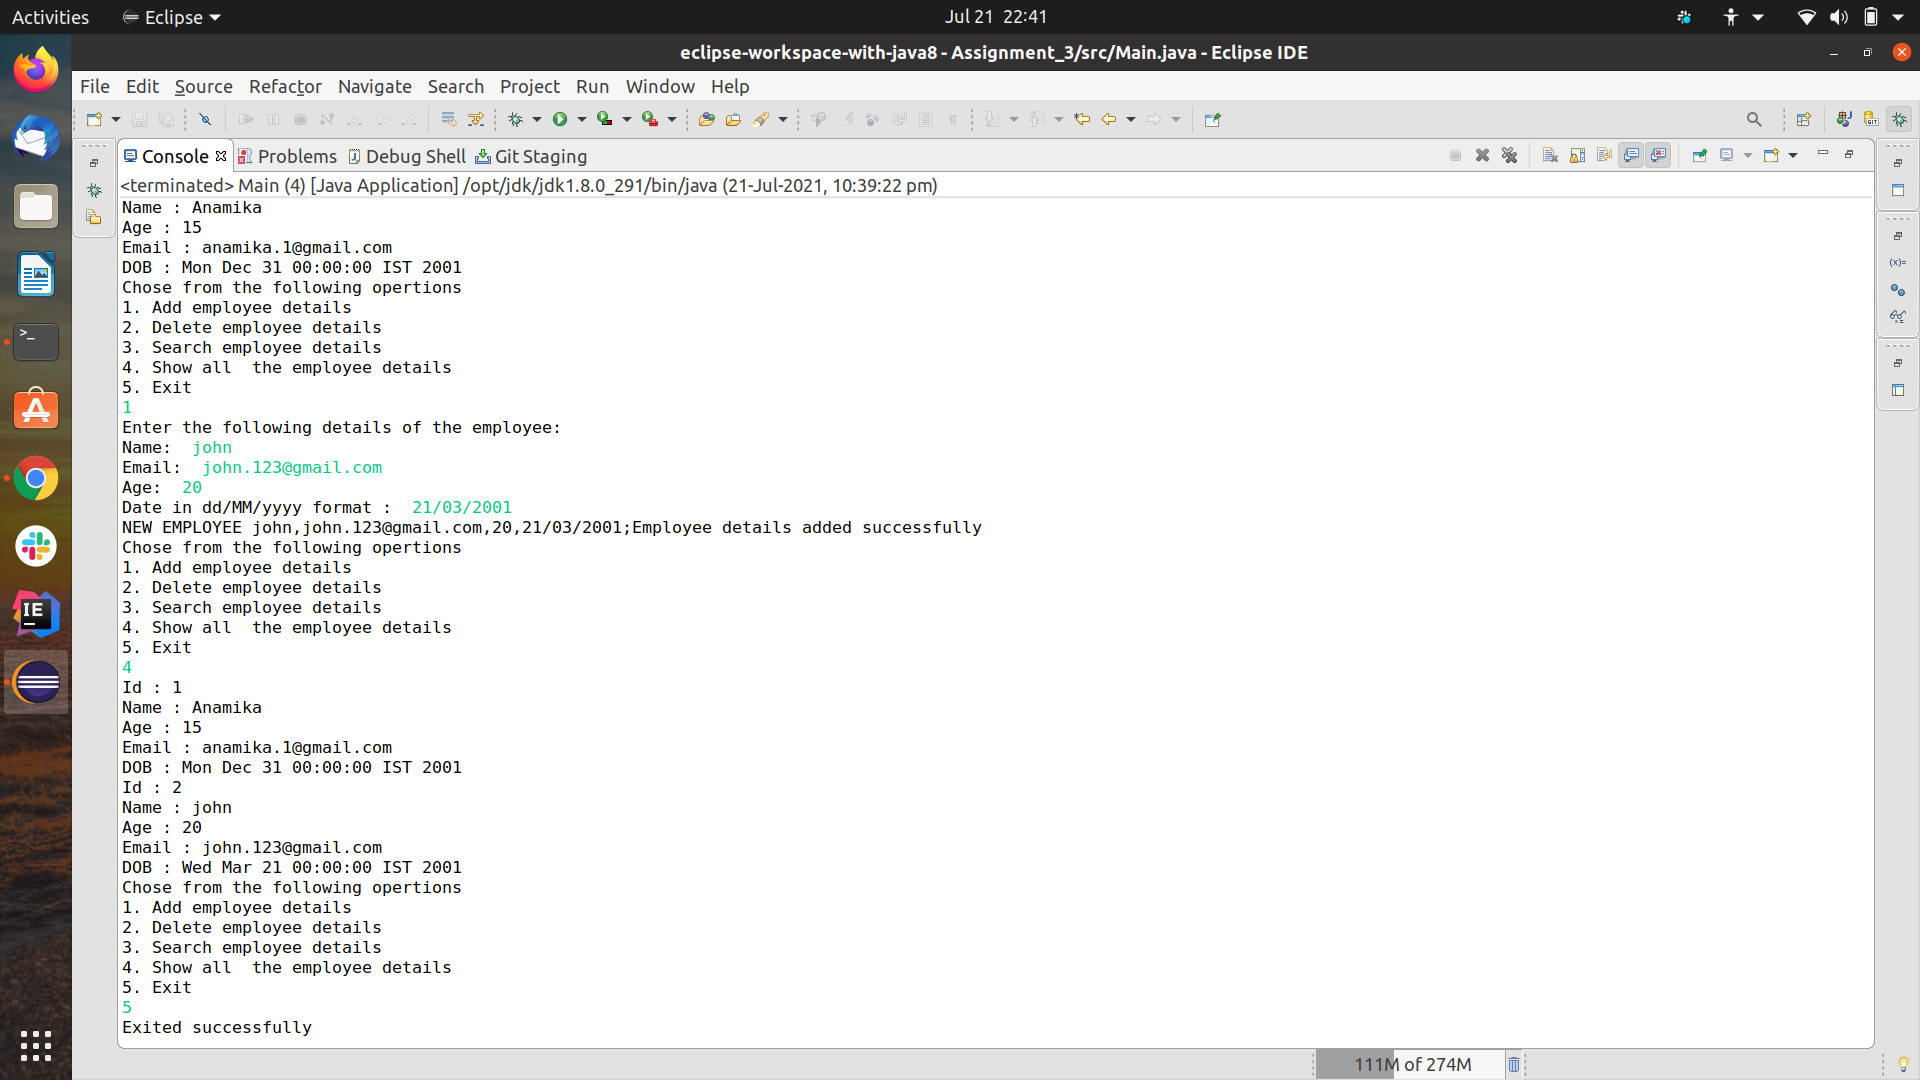 Activities Eclipse Jul 21 22:41
eclipse-workspace-with-java8 - Assignment_3/src/Main.java - Eclipse IDE
File Edit Source Refactor Navigate Search Project Run Window Help
Console Problems Debug Shell Git Staging
<terminated> Main (4) [Java Application] /opt/jdk/jdk1.8.0_291/bin/java (21-Jul-2021, 10:39:22 pm)
Name : Anamika
Age : 15
Email : anamika.1@gmail.com
DOB : Mon Dec 31 00:00:00 IST 2001
Chose from the following opertions
1. Add employee details
2. Delete employee details
3. Search employee details
4. Show all  the employee details
5. Exit
1
Enter the following details of the employee:
Name:  john
Email:  john.123@gmail.com
Age:  20
Date in dd/MM/yyyy format :  21/03/2001
NEW EMPLOYEE john,john.123@gmail.com,20,21/03/2001;Employee details added successfully
Chose from the following opertions
1. Add employee details
2. Delete employee details
3. Search employee details
4. Show all  the employee details
5. Exit
4
Id : 1
Name : Anamika
Age : 15
Email : anamika.1@gmail.com
DOB : Mon Dec 31 00:00:00 IST 2001
Id : 2
Name : john
Age : 20
Email : john.123@gmail.com
DOB : Wed Mar 21 00:00:00 IST 2001
Chose from the following opertions
1. Add employee details
2. Delete employee details
3. Search employee details
4. Show all  the employee details
5. Exit
5
Exited successfully
111M of 274M